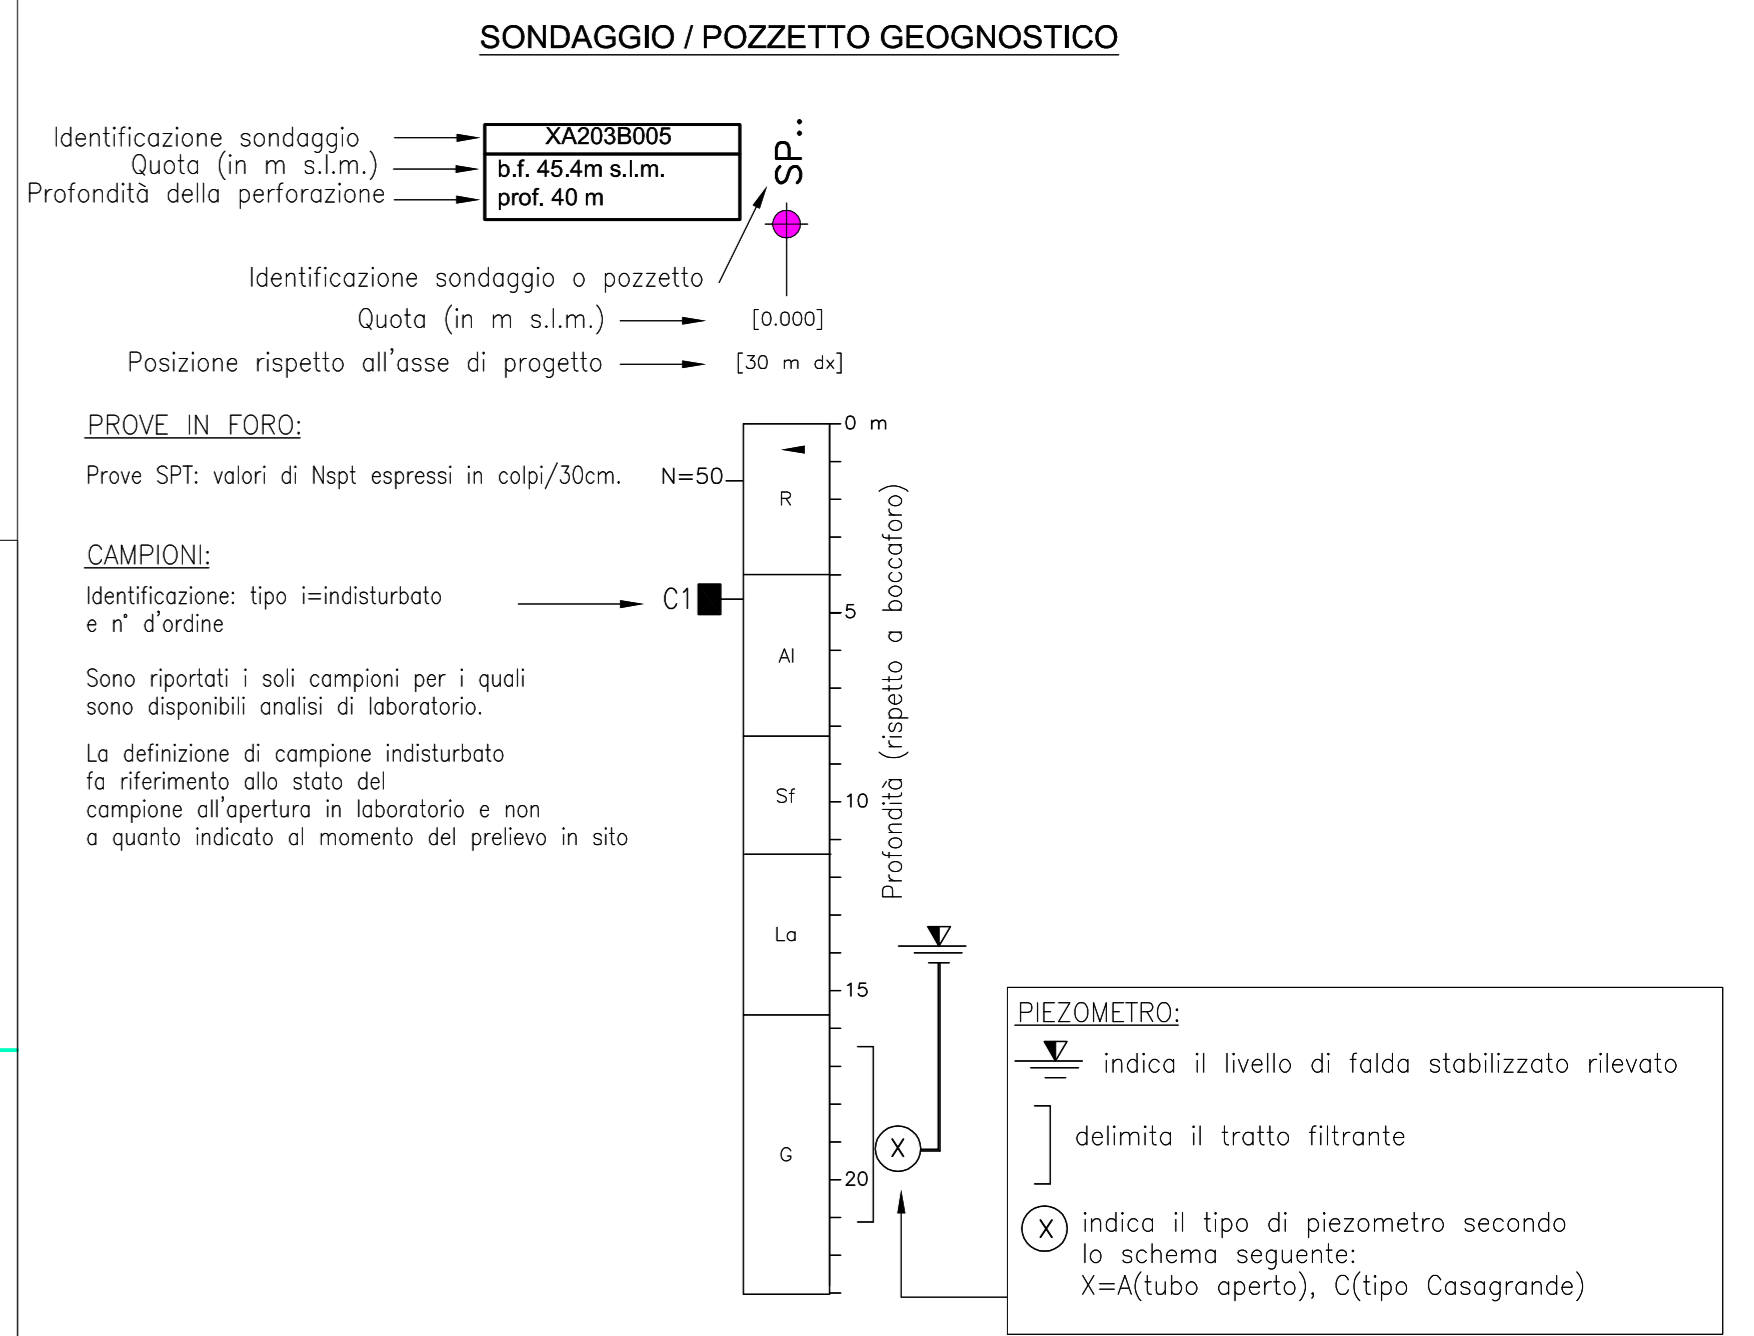 SONDAGGIO / POZZETTO GEOGNOSTICO
Identificazione sondaggio
Quota (in m s.l.m.)
Profondità della perforazione
XA203B005
b.f. 45.4m s.l.m.
prof. 40 m
SP..
Identificazione sondaggio o pozzetto
Quota (in m s.l.m.)
[0.000]
Posizione rispetto all'asse di progetto
[30 m dx]
PROVE IN FORO:
Prove SPT: valori di Nspt espressi in colpi/30cm.
N=50
CAMPIONI:
Identificazione: tipo i=indisturbato
e n° d'ordine
C1
Sono riportati i soli campioni per i quali
sono disponibili analisi di laboratorio.
La definizione di campione indisturbato
fa riferimento allo stato del
campione all'apertura in laboratorio e non
a quanto indicato al momento del prelievo in sito
R
Al
Sf
La
G
0 m
5
10
15
20
Profondità (rispetto a boccaforo)
X
PIEZOMETRO:
indica il livello di falda stabilizzato rilevato
delimita il tratto filtrante
X
indica il tipo di piezometro secondo
lo schema seguente:
X=A(tubo aperto), C(tipo Casagrande)